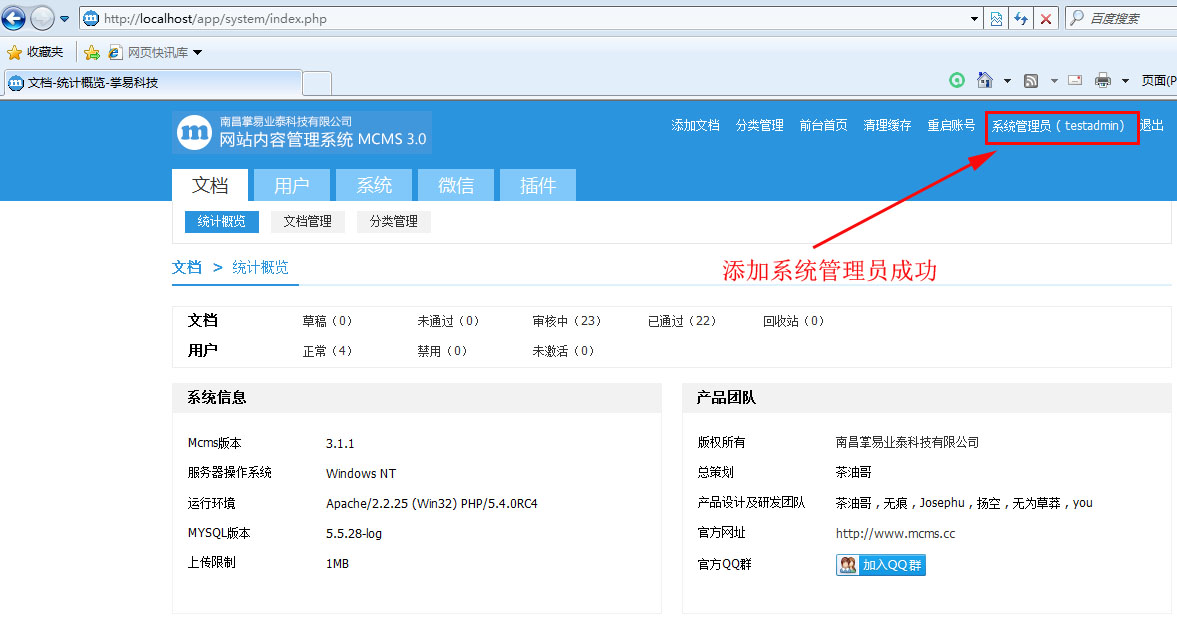 http://localhost/app/system/index.php
百度搜索
收藏夹
网页快讯库
文档-统计概览-掌易科技
页面(P
南昌掌易业泰科技有限公司
网站内容管理系统 MCMS 3.0
添加文档 分类管理 前台首页 清理缓存 重启账号 系统管理员（ testadmin） 退出
文档 用户 系统 微信 插件
统计概览 文档管理 分类管理
文档 > 统计概览
添加系统管理员成功
文档 草稿（0） 未通过（0） 审核中（23） 已通过（22） 回收站（0）
用户 正常（4） 禁用（0） 未激活（0）
系统信息
Mcms版本 3.1.1
服务器操作系统 Windows NT
运行环境 Apache/2.2.25 (Win32) PHP/5.4.0RC4
MYSQL版本 5.5.28-log
上传限制 1MB
产品团队
版权所有 南昌掌易业泰科技有限公司
总策划 茶油哥
产品设计及研发团队 茶油哥，无痕，Josephu，扬空，无为草莽，you
官方网址 http://www.mcms.cc
官方QQ群 加入QQ群